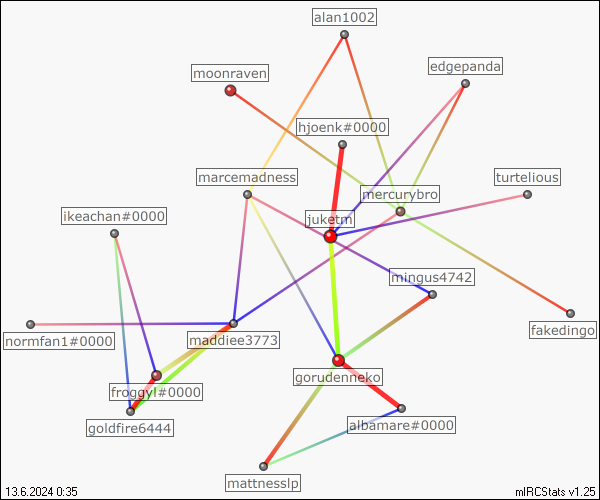 alan1002
edgepanda
moonraven
hjoenk#0000
marcemadness
turtelious
mercurybro
ikeachan#0000
juketm
mingus4742
normfan1#0000
maddiee3773
fakedingo
gorudenneko
froggyl#0000
goldfire6444
albamare#0000
mattnesslp
13.6.2024 0:35
mIRCStats v1.25